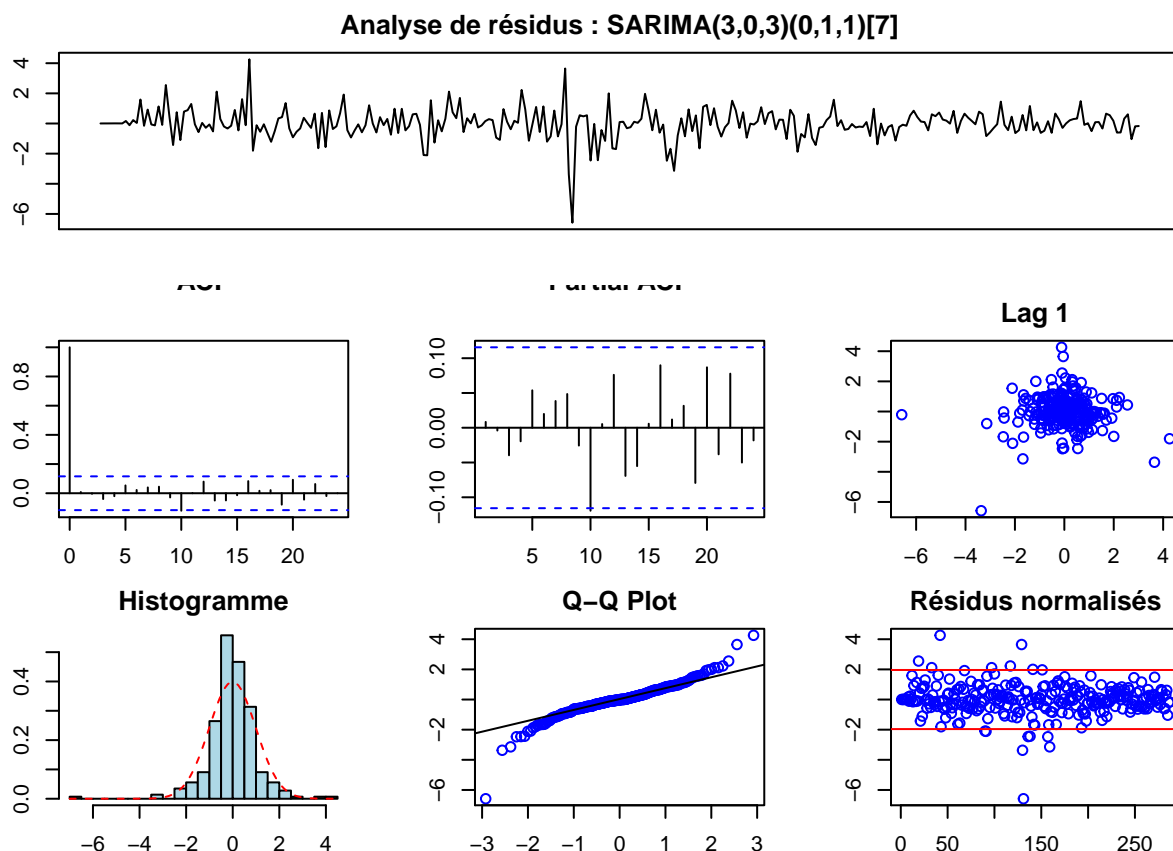 Analyse de résidus : SARIMA(3,0,3)(0,1,1)[7]
4
2
−2
−6
ACF
Partial ACF
Lag 1
0.8
0.4
0.0
0 5 10 15 20
0.10
0.00
−0.10
5 10 15 20
4
2
−2
−6
−6 −4 −2 0 2 4
Histogramme
Q−Q Plot
Résidus normalisés
0.4
0.2
0.0
−6 −4 −2 0 2 4
4
2
−2
−6
−3 −2 −1 0 1 2 3
4
2
−2
−6
0 50 150 250